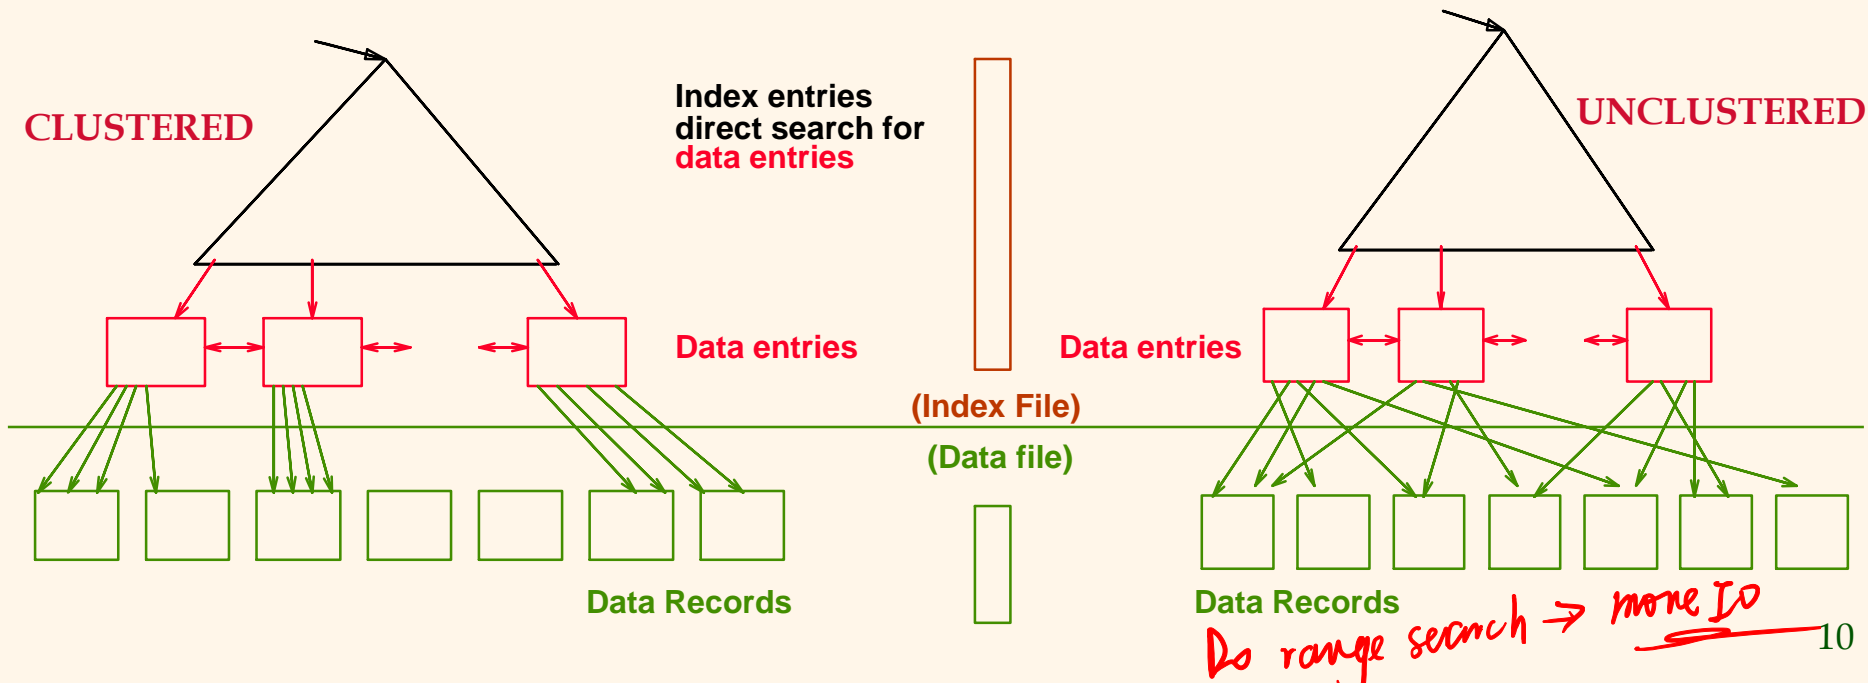 CLUSTERED
Index entries
direct search for
data entries
UNCLUSTERED
Data entries
Data entries
(Index File)
(Data file)
Data Records
Data Records
Do range search → more IO
10